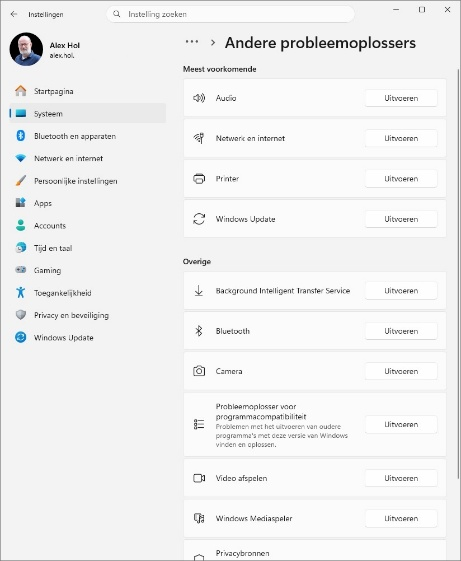 Instellingen
Instelling zoeken
Alex Hol
alex.hol.
Startpagina
Systeem
Bluetooth en apparaten
Netwerk en internet
Persoonlijke instellingen
Apps
Accounts
Tijd en taal
Gaming
Toegankelijkheid
Privacy en beveiliging
Windows Update
... > Andere probleemoplossers
Meest voorkomende
Audio
Uitvoeren
Netwerk en internet
Uitvoeren
Printer
Uitvoeren
Windows Update
Uitvoeren
Overige
Background Intelligent Transfer Service
Uitvoeren
Bluetooth
Uitvoeren
Camera
Uitvoeren
Probleemoplosser voor
programmacompatibiliteit
Problemen met het uitvoeren van oudere
programma's met deze versie van Windows
vinden en oplossen.
Uitvoeren
Video afspelen
Uitvoeren
Windows Mediaspeler
Uitvoeren
Privacybronnen